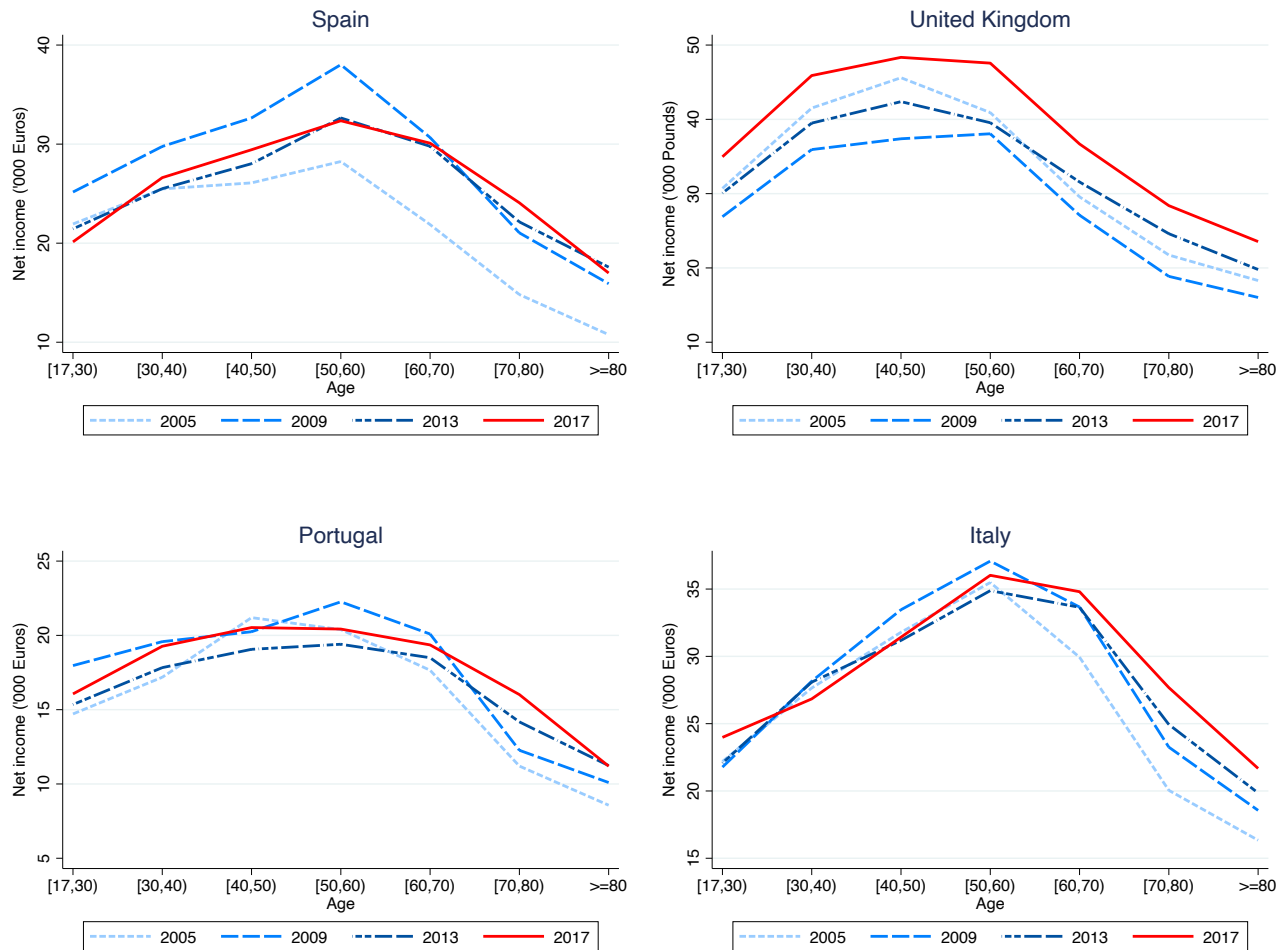 Spain
Net income ('000 Euros)
40
30
20
10
[17,30) [30,40) [40,50) [50,60) [60,70) [70,80) >=80
Age
2005 2009 2013 2017
United Kingdom
Net income ('000 Pounds)
50
40
30
20
10
[17,30) [30,40) [40,50) [50,60) [60,70) [70,80) >=80
Age
2005 2009 2013 2017
Portugal
Net income ('000 Euros)
25
20
15
10
5
[17,30) [30,40) [40,50) [50,60) [60,70) [70,80) >=80
Age
2005 2009 2013 2017
Italy
Net income ('000 Euros)
35
30
25
20
15
[17,30) [30,40) [40,50) [50,60) [60,70) [70,80) >=80
Age
2005 2009 2013 2017